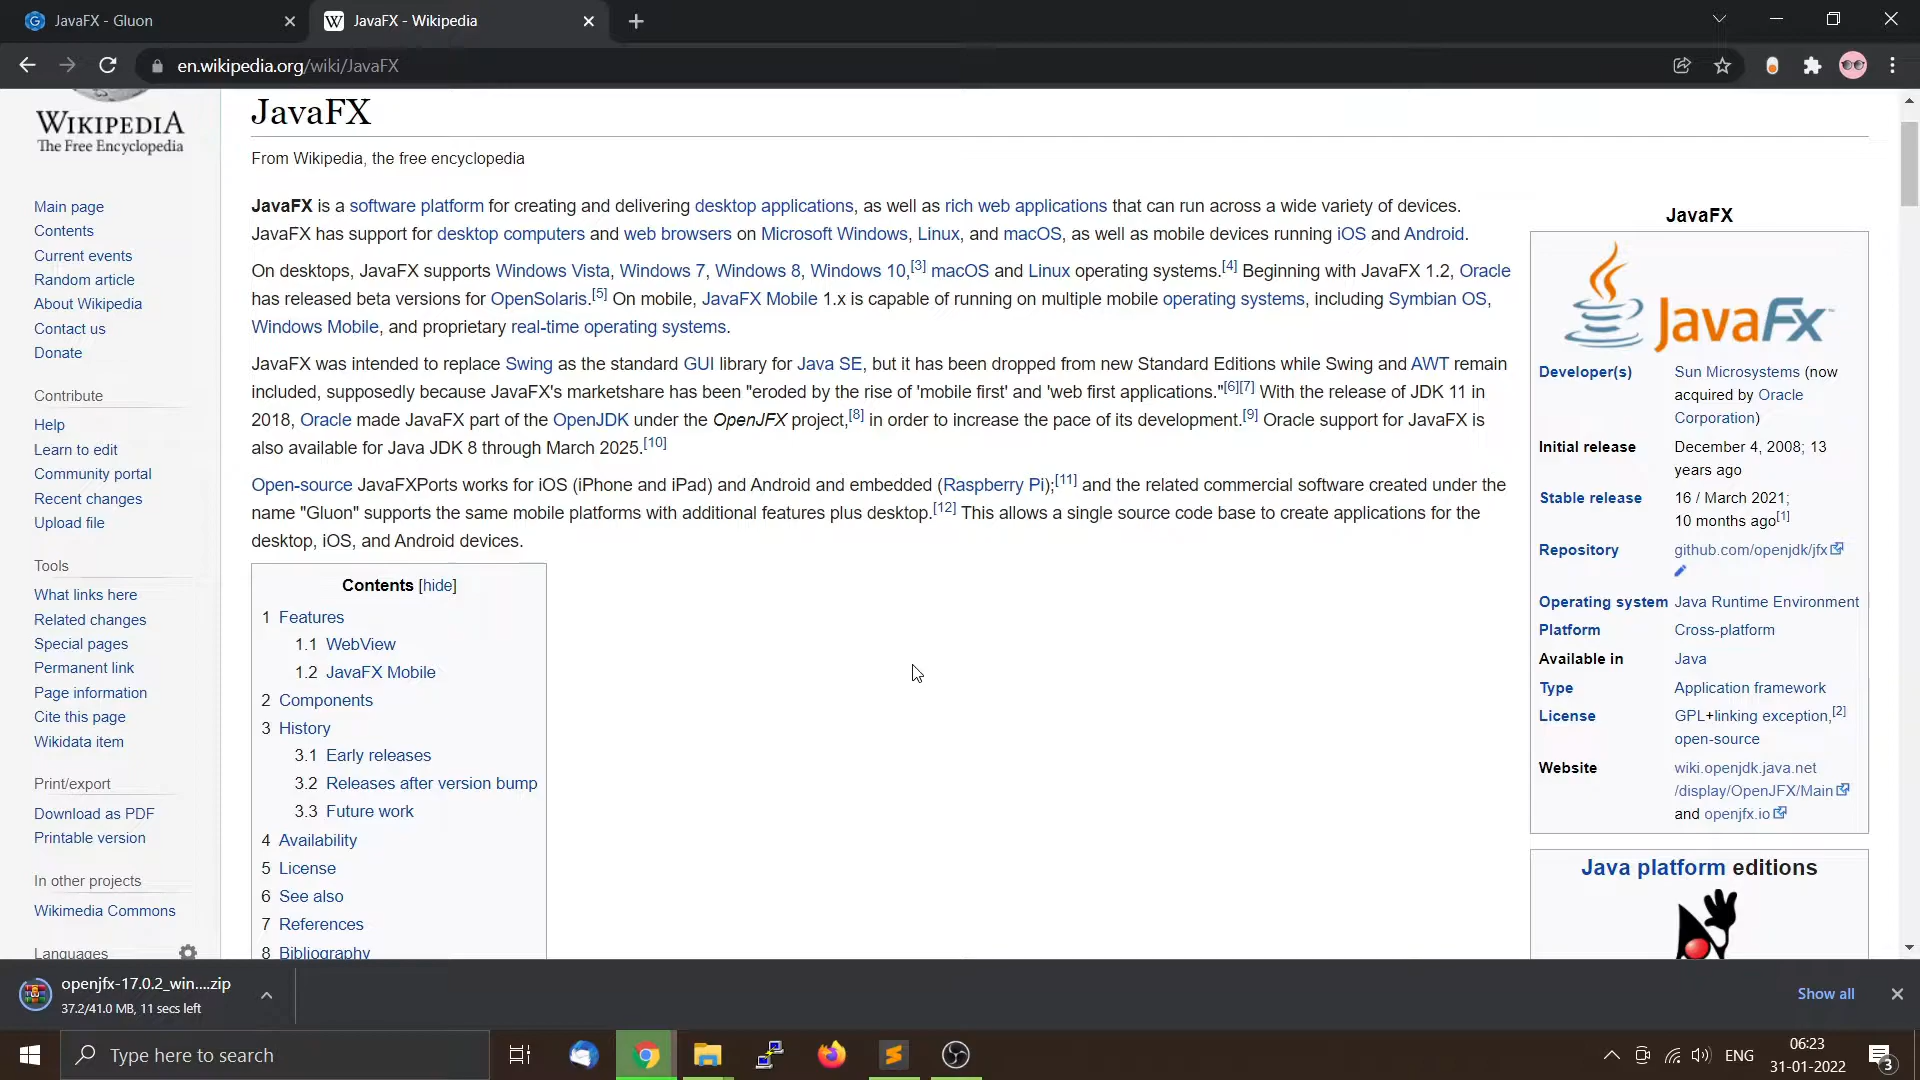 JavaFX - Gluon
W JavaFX - Wikipedia
en.wikipedia.org/wiki/JavaFX
WIKIPEDIA
The Free Encyclopedia
Main page
Contents
Current events
Random article
About Wikipedia
Contact us
Donate
Contribute
Help
Learn to edit
Community portal
Recent changes
Upload file
Tools
What links here
Related changes
Special pages
Permanent link
Page information
Cite this page
Wikidata item
Print/export
Download as PDF
Printable version
In other projects
Wikimedia Commons
Languages
JavaFX
From Wikipedia, the free encyclopedia
JavaFX is a software platform for creating and delivering desktop applications, as well as rich web applications that can run across a wide variety of devices.
JavaFX has support for desktop computers and web browsers on Microsoft Windows, Linux, and macOS, as well as mobile devices running iOS and Android.
On desktops, JavaFX supports Windows Vista, Windows 7, Windows 8, Windows 10,[3] macOS and Linux operating systems.[4] Beginning with JavaFX 1.2, Oracle
has released beta versions for OpenSolaris.[5] On mobile, JavaFX Mobile 1.x is capable of running on multiple mobile operating systems, including Symbian OS,
Windows Mobile, and proprietary real-time operating systems.
JavaFX was intended to replace Swing as the standard GUI library for Java SE, but it has been dropped from new Standard Editions while Swing and AWT remain
included, supposedly because JavaFX's marketshare has been "eroded by the rise of 'mobile first' and 'web first applications."[6][7] With the release of JDK 11 in
2018, Oracle made JavaFX part of the OpenJDK under the OpenJFX project,[8] in order to increase the pace of its development.[9] Oracle support for JavaFX is
also available for Java JDK 8 through March 2025.[10]
Open-source JavaFXPorts works for iOS (iPhone and iPad) and Android and embedded (Raspberry Pi);[11] and the related commercial software created under the
name "Gluon" supports the same mobile platforms with additional features plus desktop.[12] This allows a single source code base to create applications for the
desktop, iOS, and Android devices.
Contents [hide]
1 Features
1.1 WebView
1.2 JavaFX Mobile
2 Components
3 History
3.1 Early releases
3.2 Releases after version bump
3.3 Future work
4 Availability
5 License
6 See also
7 References
8 Bibliography
JavaFX
JavaFx™
Developer(s) Sun Microsystems (now
acquired by Oracle
Corporation)
Initial release December 4, 2008; 13
years ago
Stable release 16 / March 2021;
10 months ago[1]
Repository github.com/openjdk/jfx
Operating system Java Runtime Environment
Platform Cross-platform
Available in Java
Type Application framework
License GPL+linking exception,[2]
open-source
Website wiki.openjdk.java.net
/display/OpenJFX/Main
and openjfx.io
Java platform editions
openjfx-17.0.2_win....zip
37.2/41.0 MB, 11 secs left
Show all
Type here to search
ENG
06:23
31-01-2022
3